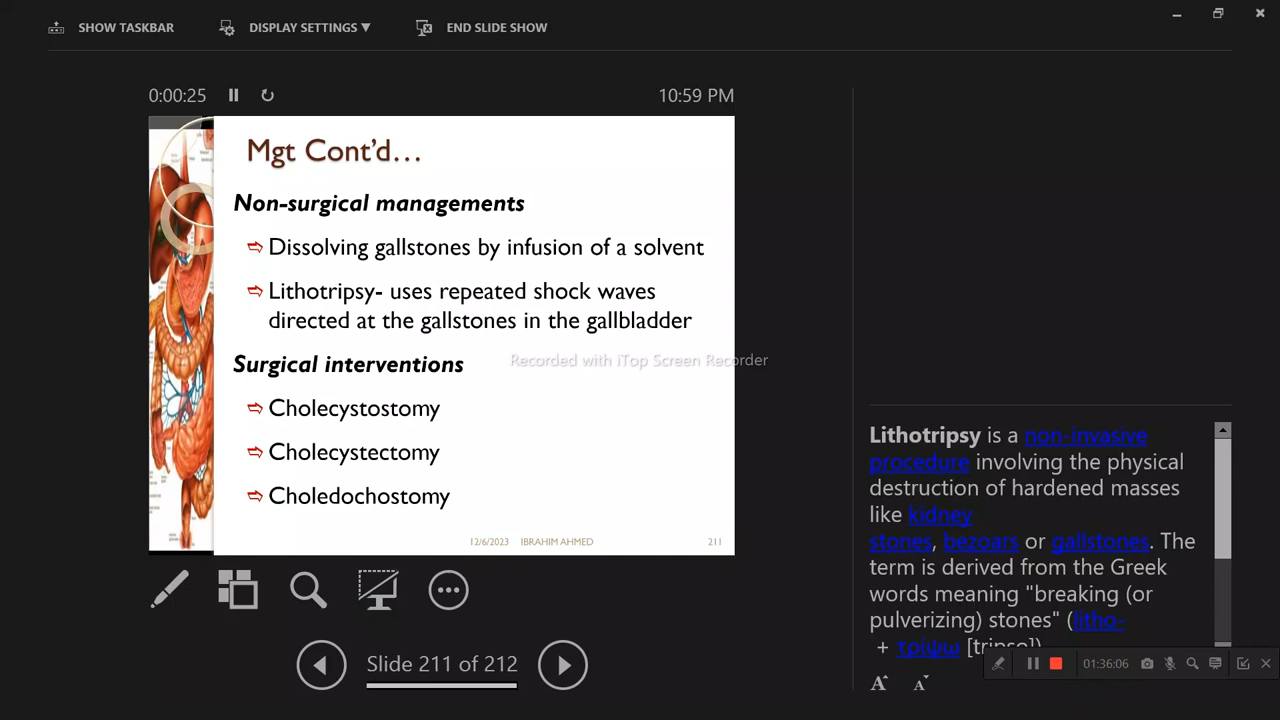 SHOW TASKBAR
DISPLAY SETTINGS ▼
END SLIDE SHOW
0:00:25
10:59 PM
Mgt Cont'd…
Non-surgical managements
⇨ Dissolving gallstones by infusion of a solvent
⇨ Lithotripsy- uses repeated shock waves
directed at the gallstones in the gallbladder
Surgical interventions
Recorded with iTop Screen Recorder
⇨ Cholecystostomy
⇨ Cholecystectomy
⇨ Choledochostomy
12/6/2023 IBRAHIM AHMED 211
Slide 211 of 212
Lithotripsy is a non-invasive
procedure involving the physical
destruction of hardened masses
like kidney
stones, bezoars or gallstones. The
term is derived from the Greek
words meaning "breaking (or
pulverizing) stones" (litho-
+ τρίψω [tripso])
01:36:06
A A